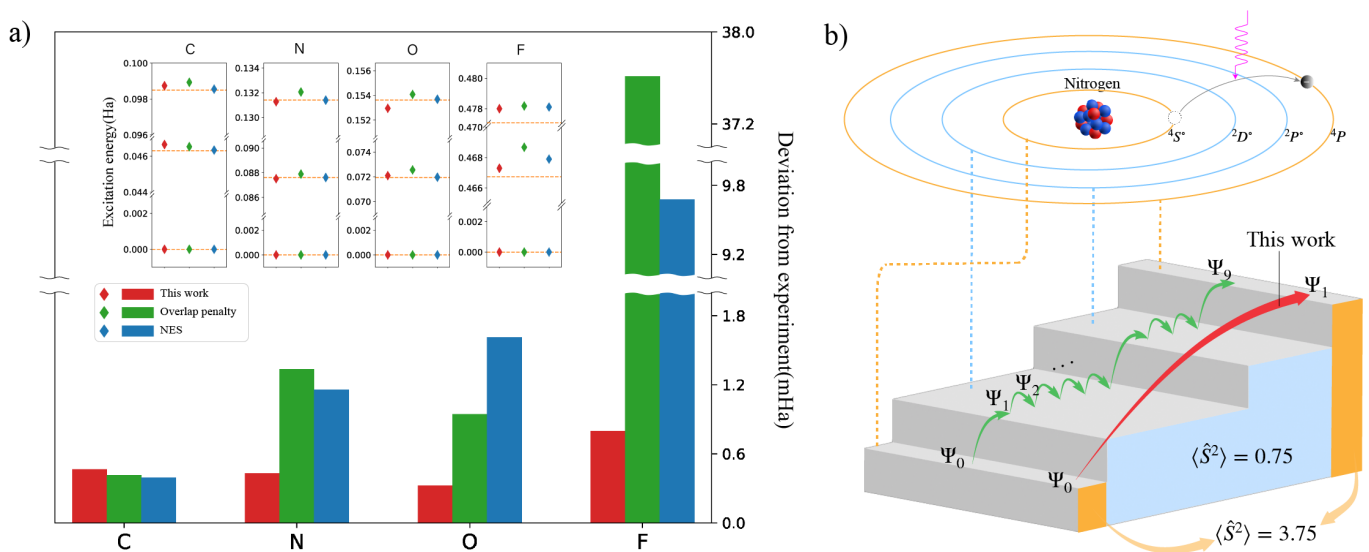 a)
C N O F
Excitation energy(Ha)
0.100
0.098
0.096
0.046
0.044
0.002
0.000
0.134
0.132
0.130
0.090
0.088
0.086
0.002
0.000
0.156
0.154
0.152
0.074
0.072
0.070
0.002
0.000
0.480
0.478
0.470
0.468
0.466
0.002
0.000
This work
Overlap penalty
NES
C N O F
38.0
37.2
9.8
9.2
1.8
1.2
0.6
0.0
Deviation from experiment(mHa)
b)
Nitrogen
⁴S° ²D° ²P° ⁴P
This work
Ψ₉
Ψ₁
...
Ψ₂
Ψ₁
Ψ₀
Ψ₀
⟨Ŝ²⟩ = 0.75
⟨Ŝ²⟩ = 3.75